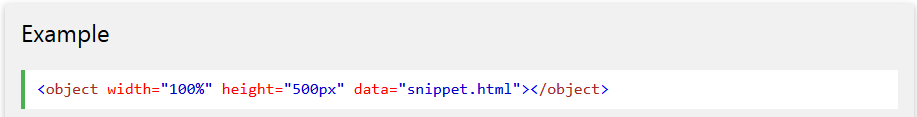 Example
<object width="100%" height="500px" data="snippet.html"></object>